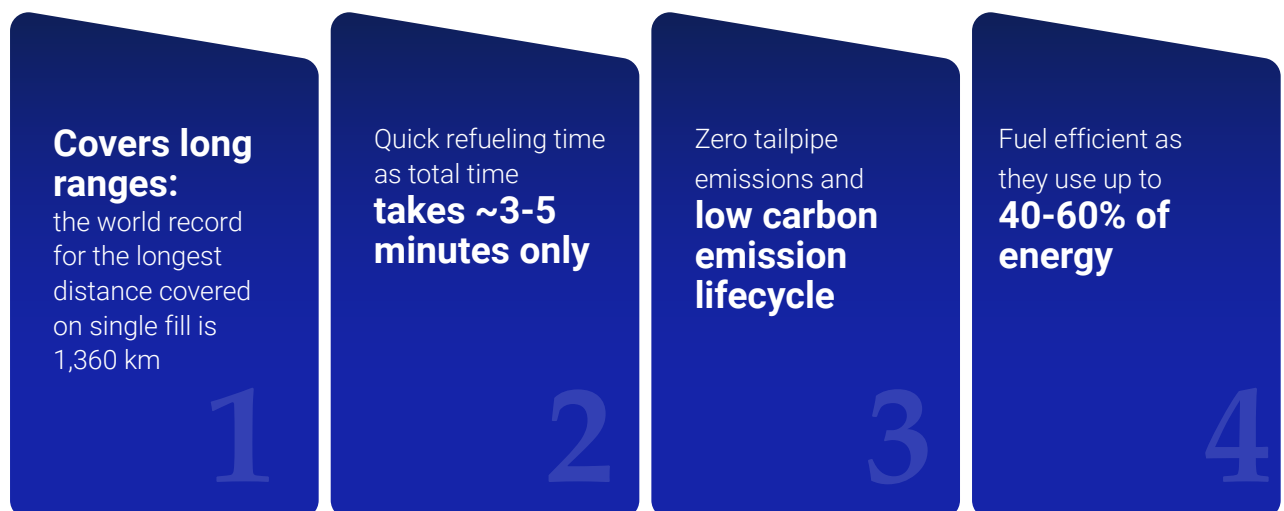 Covers long
ranges:
the world record
for the longest
distance covered
on single fill is
1,360 km
1
Quick refueling time
as total time
takes ~3-5
minutes only
2
Zero tailpipe
emissions and
low carbon
emission
lifecycle
3
Fuel efficient as
they use up to
40-60% of
energy
4